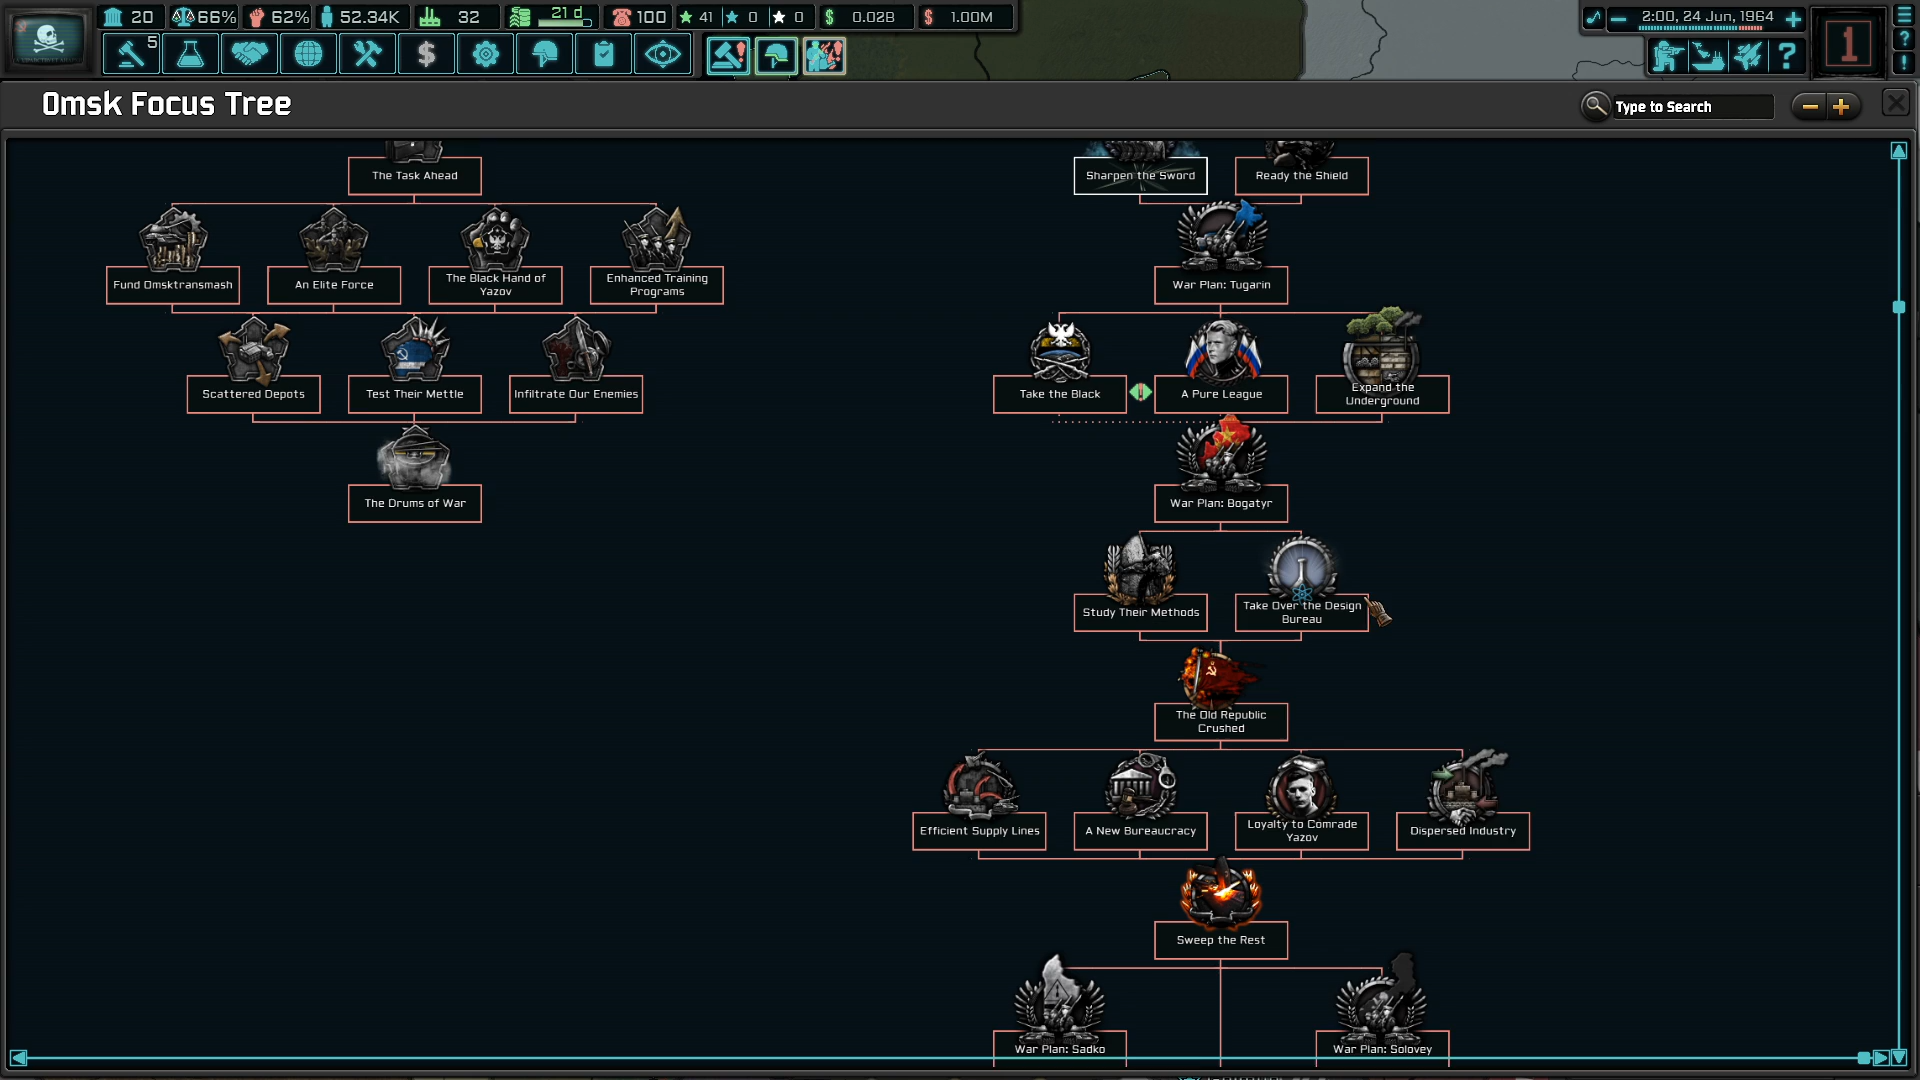 20
66%
62%
52.34K
32
21 d
100
41
0
0
$ 0.02B
$ 1.00M
2:00, 24 Jun, 1964
5
1
Omsk Focus Tree
Type to Search
The Task Ahead
Sharpen the Sword
Ready the Shield
Fund Omsktransmash
An Elite Force
The Black Hand of
Yazov
Enhanced Training
Programs
War Plan: Tugarin
Scattered Depots
Test Their Mettle
Infiltrate Our Enemies
Take the Black
A Pure League
Expand the
Underground
The Drums of War
War Plan: Bogatyr
Study Their Methods
Take Over the Design
Bureau
The Old Republic
Crushed
Efficient Supply Lines
A New Bureaucracy
Loyalty to Comrade
Yazov
Dispersed Industry
Sweep the Rest
War Plan: Sadko
War Plan: Solovey